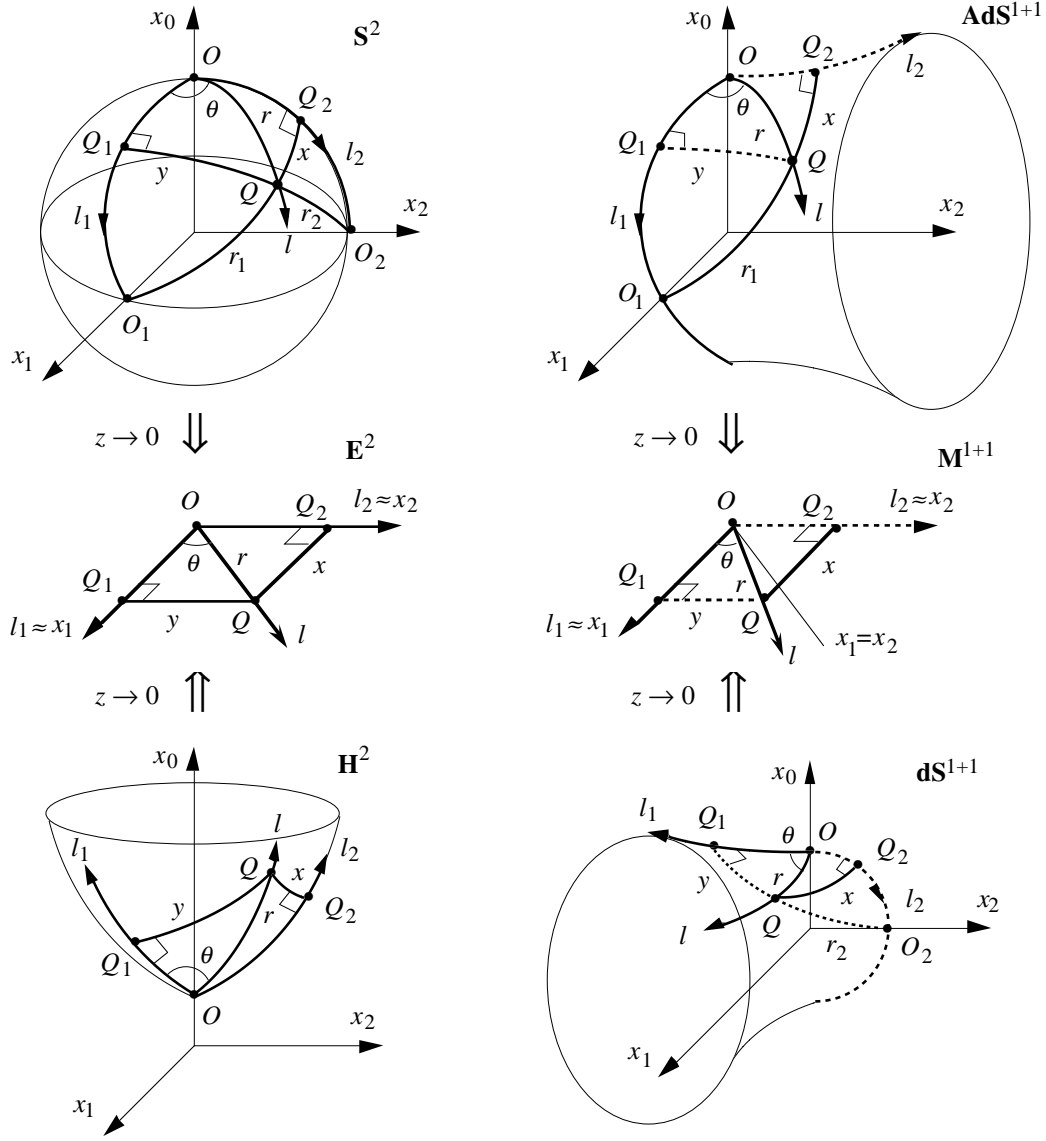 x₀
S²
O
θ
r
Q₂
Q₁
y
x
l₂
Q
l₁
r₂
l
x₂
O₂
r₁
O₁
x₁
x₀
AdS¹⁺¹
O
Q₂
l₂
θ
r
x
Q₁
Q
l₁
l
x₂
r₁
O₁
x₁
z → 0
E²
z → 0
M¹⁺¹
O
Q₂
l₂≈x₂
θ
r
x
Q₁
l₁≈x₁
y
Q
l
O
Q₂
l₂≈x₂
θ
r
x
Q₁
l₁≈x₁
y
Q
l
x₁=x₂
z → 0
z → 0
x₀
H²
l
l₁
l₂
Q
x
y
r
Q₂
Q₁
θ
O
x₂
x₁
x₀
dS¹⁺¹
l₁
Q₁
θ
O
Q₂
y
r
x
l₂
l
Q
x₂
r₂
O₂
x₁